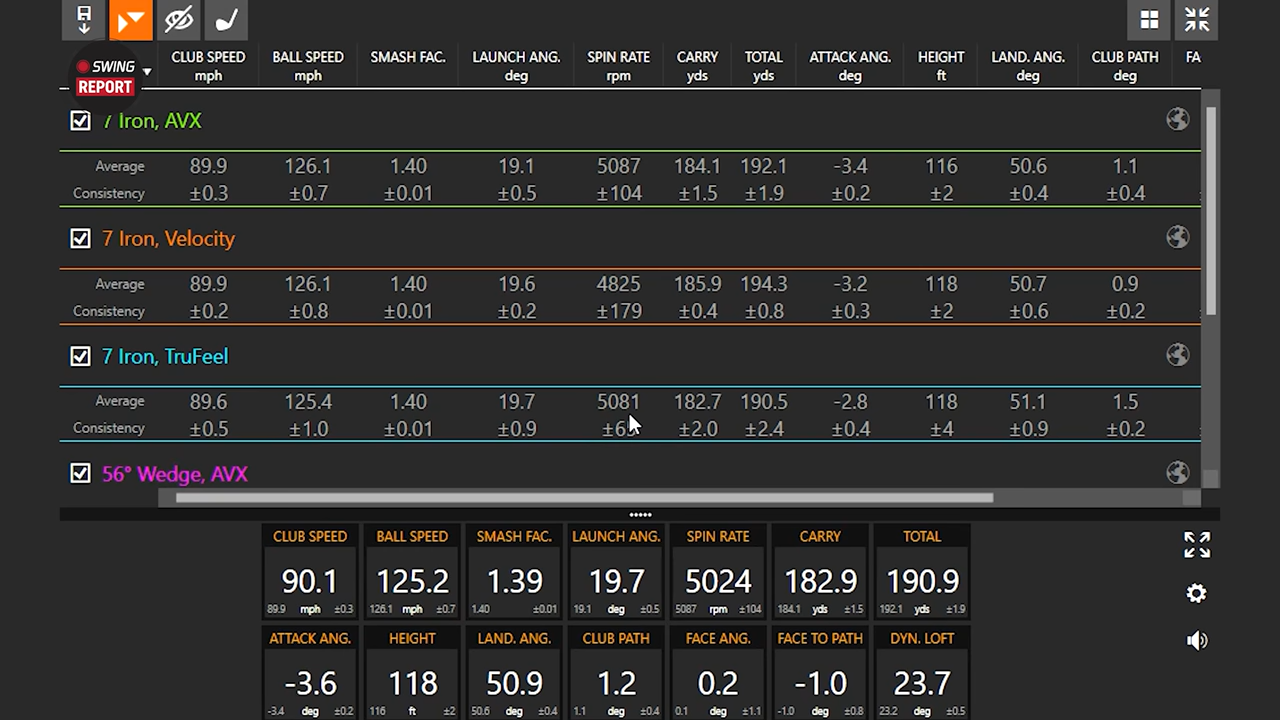 SWING
REPORT
CLUB SPEED mph BALL SPEED mph SMASH FAC. LAUNCH ANG. deg SPIN RATE rpm CARRY yds TOTAL yds ATTACK ANG. deg HEIGHT ft LAND. ANG. deg CLUB PATH deg FA
7 Iron, AVX
Average 89.9 126.1 1.40 19.1 5087 184.1 192.1 -3.4 116 50.6 1.1
Consistency ±0.3 ±0.7 ±0.01 ±0.5 ±104 ±1.5 ±1.9 ±0.2 ±2 ±0.4 ±0.4
7 Iron, Velocity
Average 89.9 126.1 1.40 19.6 4825 185.9 194.3 -3.2 118 50.7 0.9
Consistency ±0.2 ±0.8 ±0.01 ±0.2 ±179 ±0.4 ±0.8 ±0.3 ±2 ±0.6 ±0.2
7 Iron, TruFeel
Average 89.6 125.4 1.40 19.7 5081 182.7 190.5 -2.8 118 51.1 1.5
Consistency ±0.5 ±1.0 ±0.01 ±0.9 ±2.0 ±2.4 ±0.4 ±4 ±0.9 ±0.2
56° Wedge, AVX
CLUB SPEED BALL SPEED SMASH FAC. LAUNCH ANG. SPIN RATE CARRY TOTAL
90.1 125.2 1.39 19.7 5024 182.9 190.9
89.9 mph ±0.3 126.1 mph ±0.7 1.40 ±0.01 19.1 deg ±0.5 5087 rpm ±104 184.1 yds ±1.5 192.1 yds ±1.9
ATTACK ANG. HEIGHT LAND. ANG. CLUB PATH FACE ANG. FACE TO PATH DYN. LOFT
-3.6 118 50.9 1.2 0.2 -1.0 23.7
-3.4 deg ±0.2 116 ft ±2 50.6 deg ±0.4 1.1 deg ±0.4 0.1 deg ±1.1 -1.0 deg ±0.8 23.2 deg ±0.5